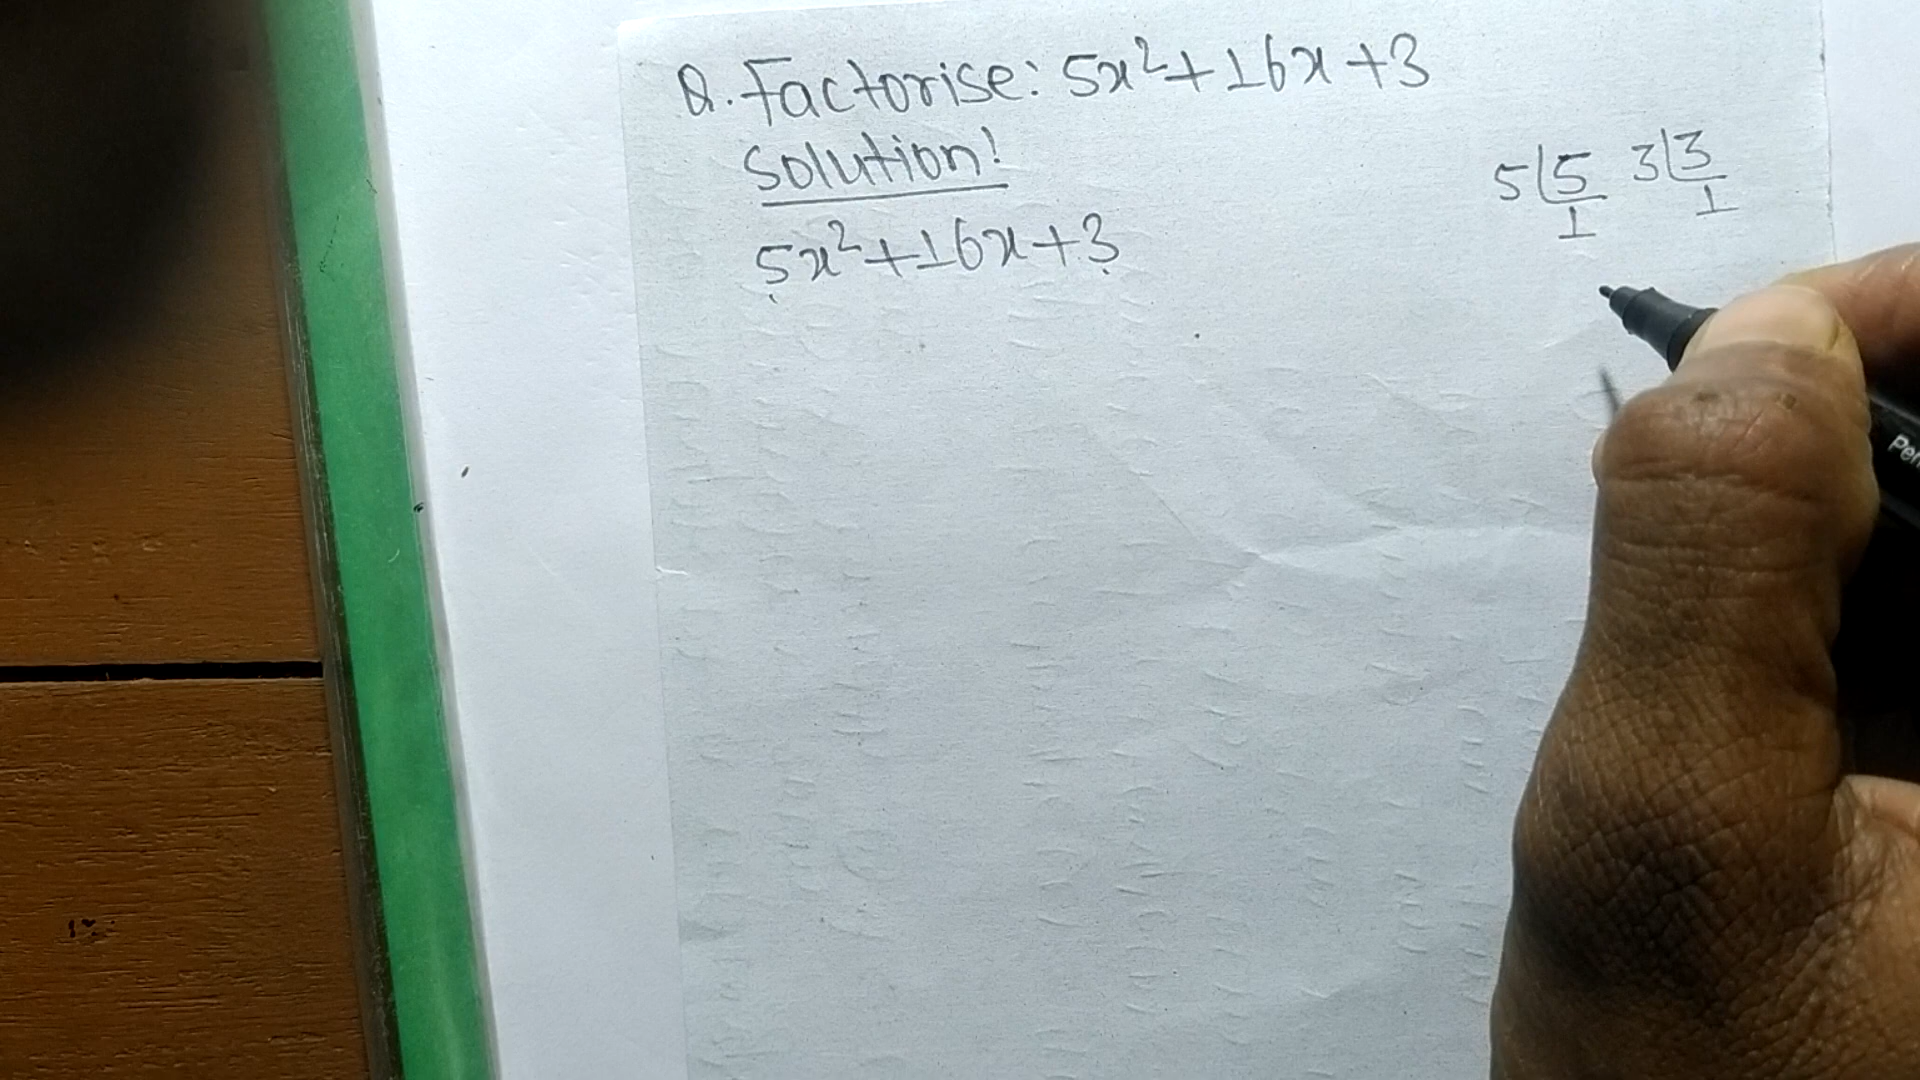 Q. Factorise: 5x²+16x+3
Solution!
5x²+16x+3
5|5 3|3
1 1